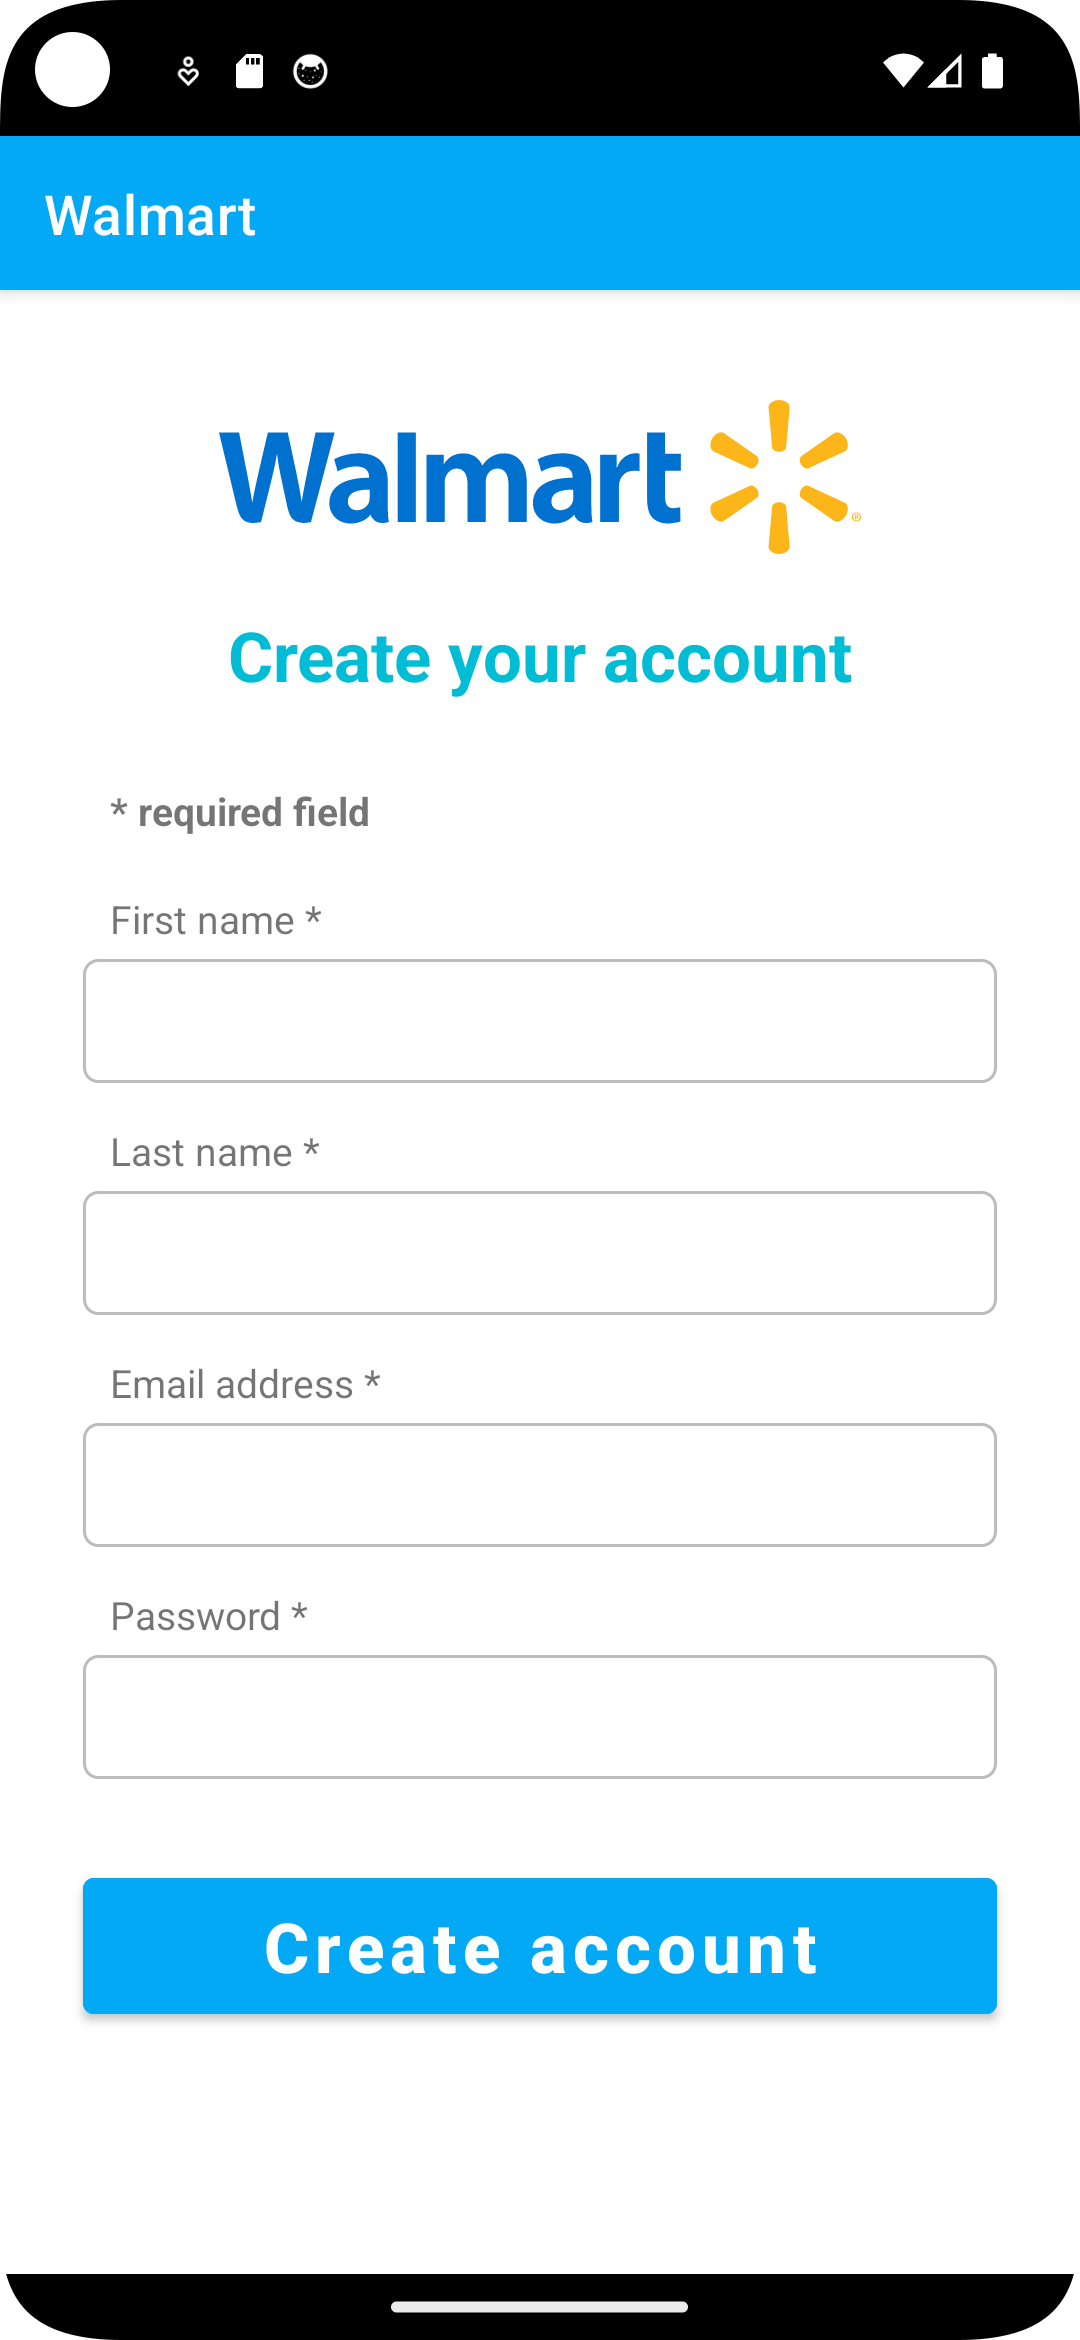 Walmart
Walmart
Create your account
* required field
First name *
Last name *
Email address *
Password *
Create account